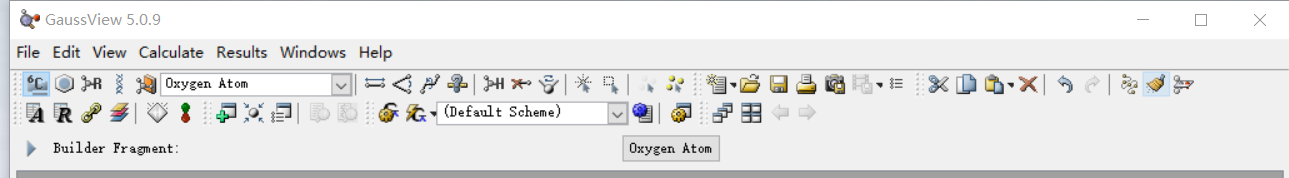 GaussView 5.0.9
File Edit View Calculate Results Windows Help
6C R Oxygen Atom H
A R (Default Scheme)
Builder Fragment: Oxygen Atom